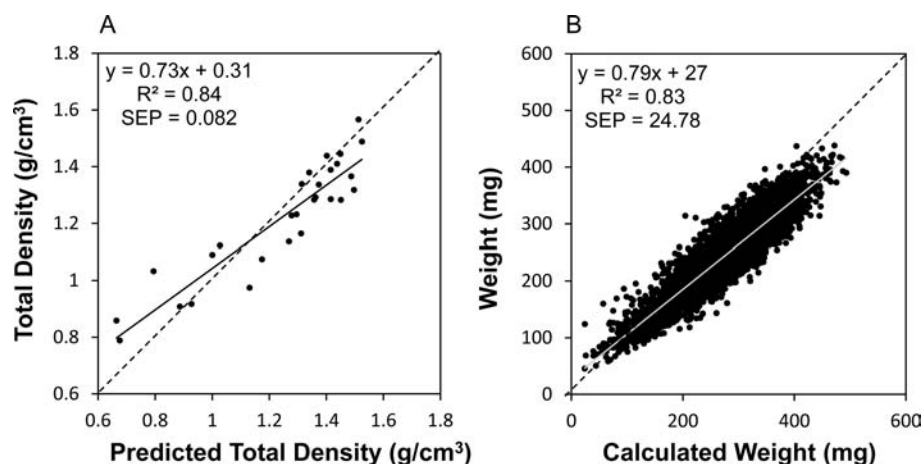 A
1.8
1.6
1.4
1.2
1
0.8
0.6
y = 0.73x + 0.31
R² = 0.84
SEP = 0.082
Total Density (g/cm³)
0.6 0.8 1 1.2 1.4 1.6 1.8
Predicted Total Density (g/cm³)
B
600
500
400
300
200
100
0
y = 0.79x + 27
R² = 0.83
SEP = 24.78
Weight (mg)
0 200 400 600
Calculated Weight (mg)